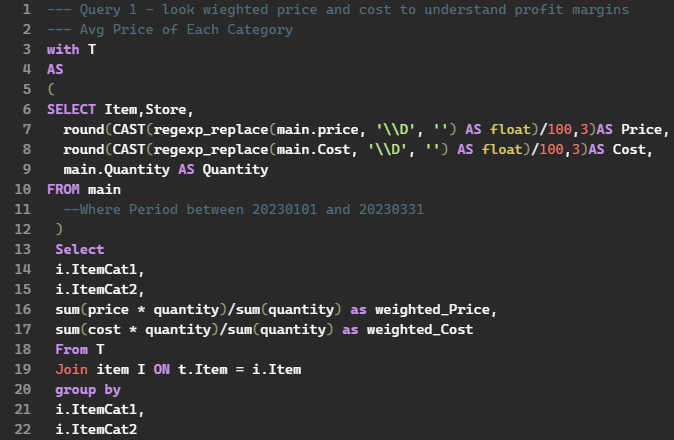 1 --- Query 1 - look wieghted price and cost to understand profit margins
2 --- Avg Price of Each Category
3 with T
4 AS
5 (
6 SELECT Item,Store,
7 round(CAST(regexp_replace(main.price, '\\D', '') AS float)/100,3)AS Price,
8 round(CAST(regexp_replace(main.Cost, '\\D', '') AS float)/100,3)AS Cost,
9 main.Quantity AS Quantity
10 FROM main
11 --Where Period between 20230101 and 20230331
12 )
13 Select
14 i.ItemCat1,
15 i.ItemCat2,
16 sum(price * quantity)/sum(quantity) as weighted_Price,
17 sum(cost * quantity)/sum(quantity) as weighted_Cost
18 From T
19 Join item I ON t.Item = i.Item
20 group by
21 i.ItemCat1,
22 i.ItemCat2